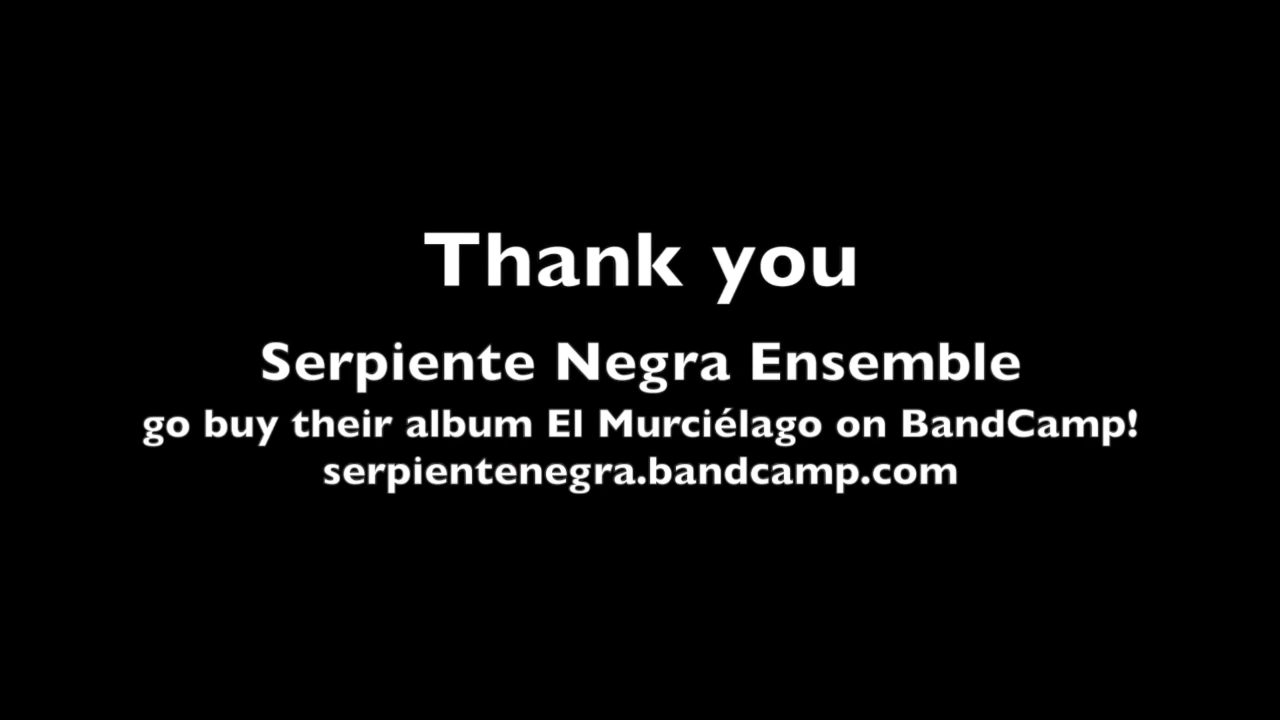 Thank you
Serpiente Negra Ensemble
go buy their album El Murciélago on BandCamp!
serpientenegra.bandcamp.com